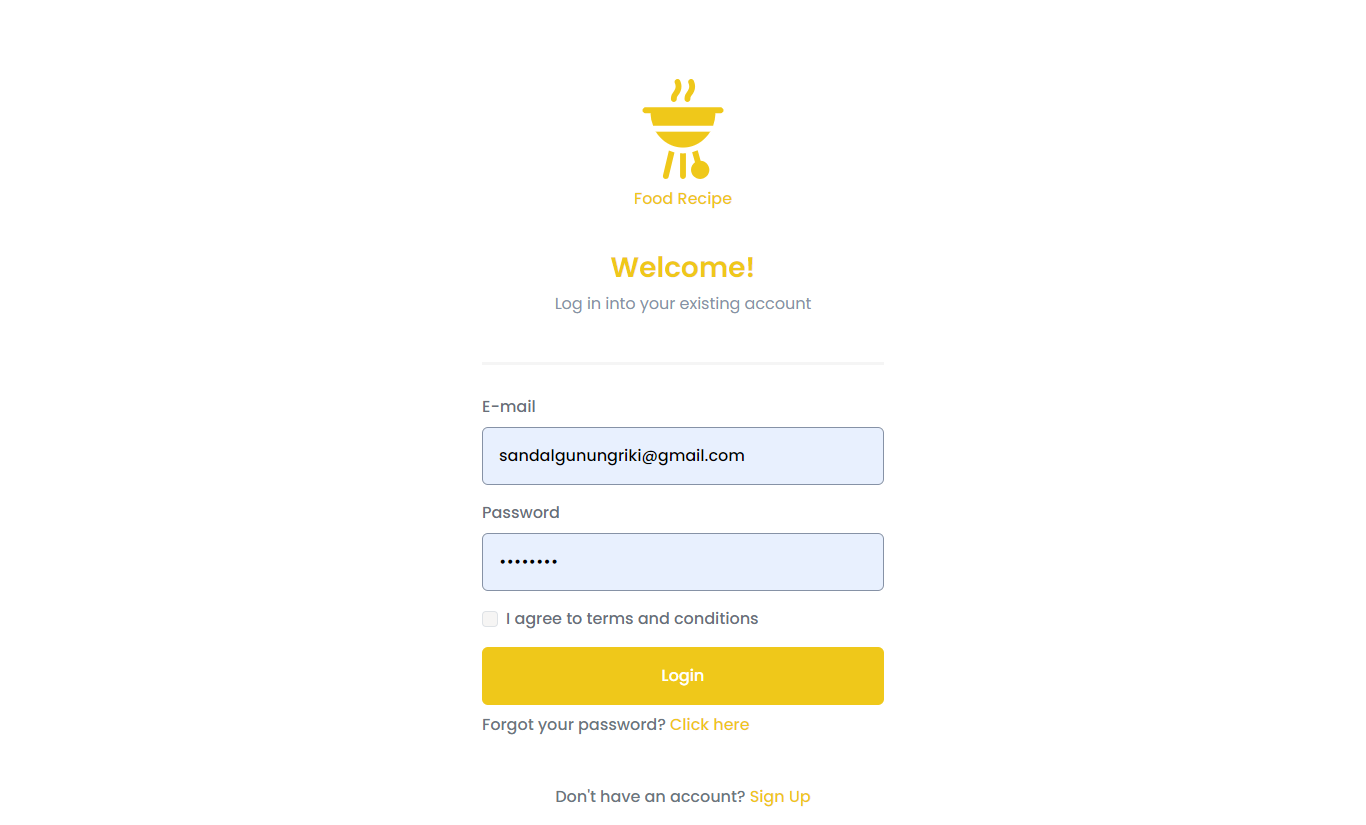 Food Recipe
Welcome!
Log in into your existing account
E-mail
sandalgunungriki@gmail.com
Password
••••••••
I agree to terms and conditions
Login
Forgot your password? Click here
Don't have an account? Sign Up